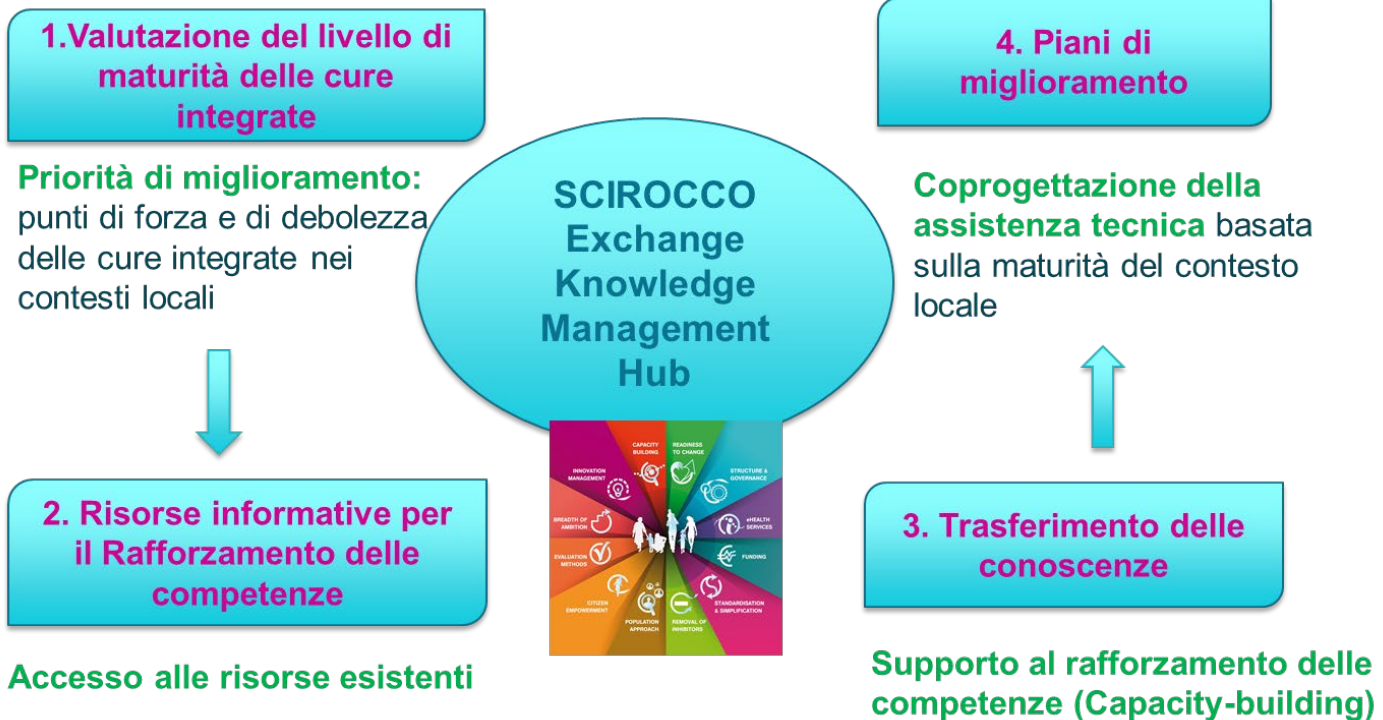 1.Valutazione del livello di
maturità delle cure
integrate
Priorità di miglioramento:
punti di forza e di debolezza
delle cure integrate nei
contesti locali
2. Risorse informative per
il Rafforzamento delle
competenze
Accesso alle risorse esistenti
SCIROCCO
Exchange
Knowledge
Management
Hub
CAPACITY
BUILDING
READINESS
TO CHANGE
INNOVATION
MANAGEMENT
STRUCTURE &
GOVERNANCE
BREADTH OF
AMBITION
eHEALTH
SERVICES
EVALUATION
METHODS
FUNDING
CITIZEN
EMPOWERMENT
STANDARDISATION
& SIMPLIFICATION
POPULATION
APPROACH
REMOVAL OF
INHIBITORS
4. Piani di
miglioramento
Coprogettazione della
assistenza tecnica basata
sulla maturità del contesto
locale
3. Trasferimento delle
conoscenze
Supporto al rafforzamento delle
competenze (Capacity-building)